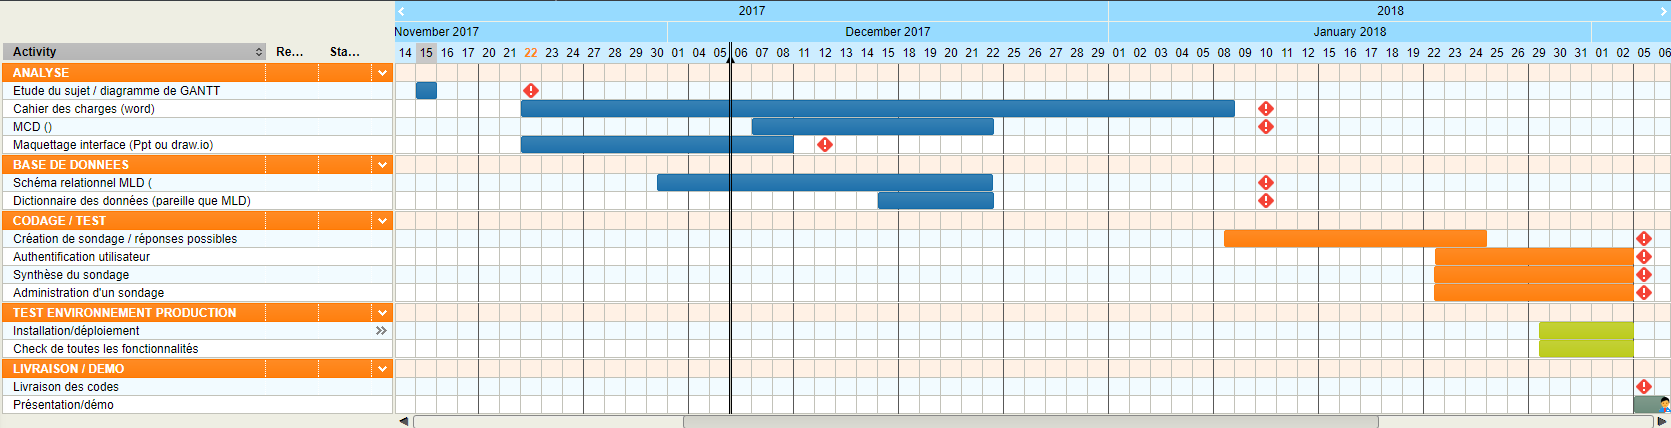 2017 2018
November 2017 December 2017 January 2018
Activity Re... Sta... 14 15 16 17 20 21 22 23 24 27 28 29 30 01 04 05 06 07 08 11 12 13 14 15 18 19 20 21 22 25 26 27 28 29 01 02 03 04 05 08 09 10 11 12 15 16 17 18 19 22 23 24 25 26 29 30 31 01 02 05 06
ANALYSE
Etude du sujet / diagramme de GANTT
Cahier des charges (word)
MCD ()
Maquettage interface (Ppt ou draw.io)
BASE DE DONNEES
Schéma relationnel MLD (
Dictionnaire des données (pareille que MLD)
CODAGE / TEST
Création de sondage / réponses possibles
Authentification utilisateur
Synthèse du sondage
Administration d'un sondage
TEST ENVIRONNEMENT PRODUCTION
Installation/déploiement
Check de toutes les fonctionnalités
LIVRAISON / DEMO
Livraison des codes
Présentation/démo